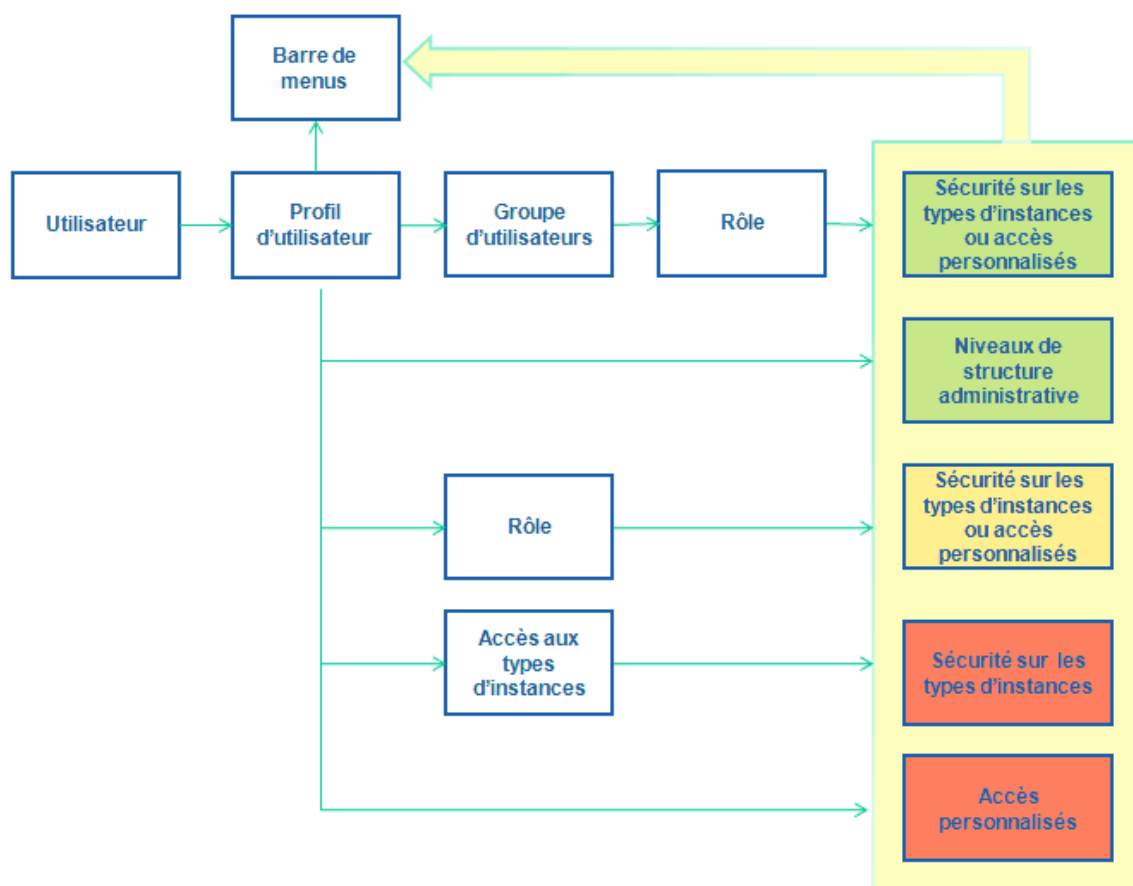 Barre de
menus
Utilisateur
Profil
d'utilisateur
Groupe
d'utilisateurs
Rôle
Sécurité sur les
types d'instances
ou accès
personnalisés
Niveaux de
structure
administrative
Rôle
Sécurité sur les
types d'instances
ou accès
personnalisés
Accès aux
types
d'instances
Sécurité sur les
types d'instances
Accès
personnalisés